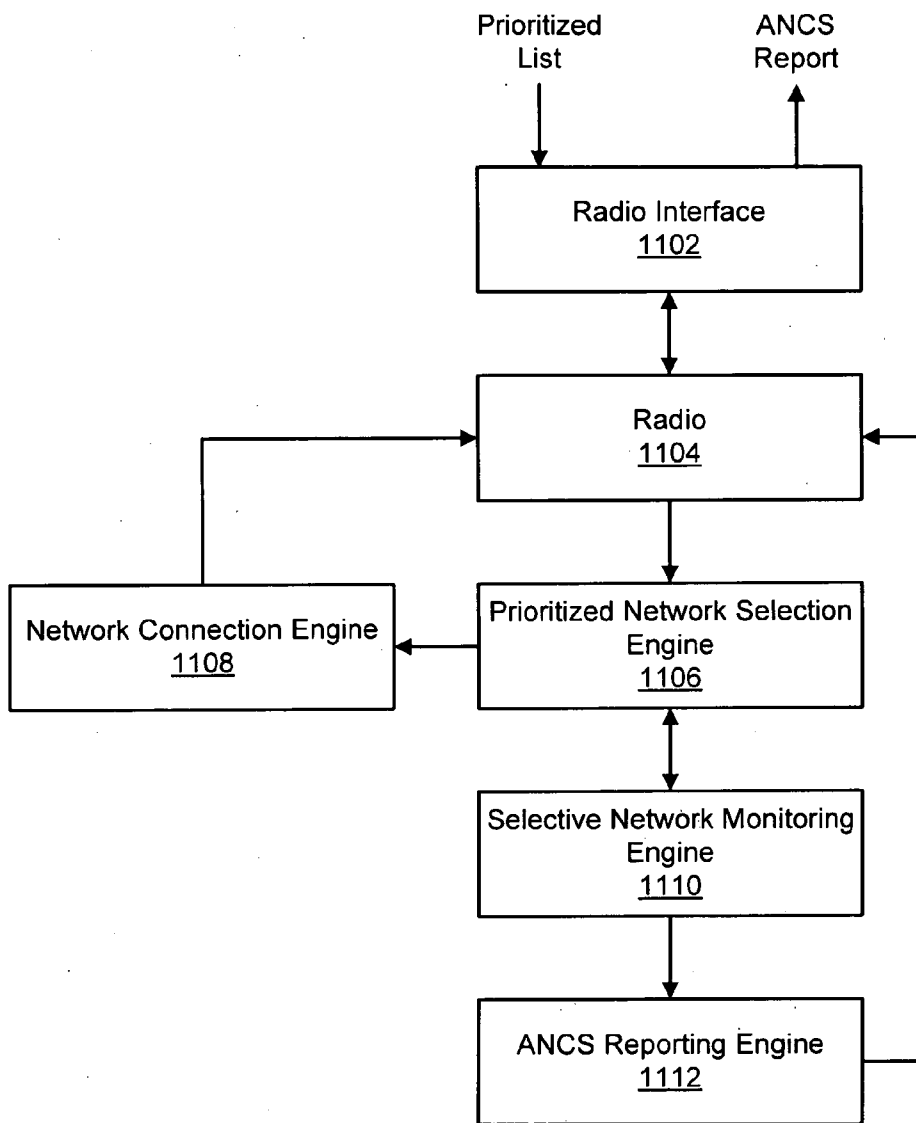 Prioritized
List
ANCS
Report
Radio Interface
1102
Radio
1104
Network Connection Engine
1108
Prioritized Network Selection
Engine
1106
Selective Network Monitoring
Engine
1110
ANCS Reporting Engine
1112